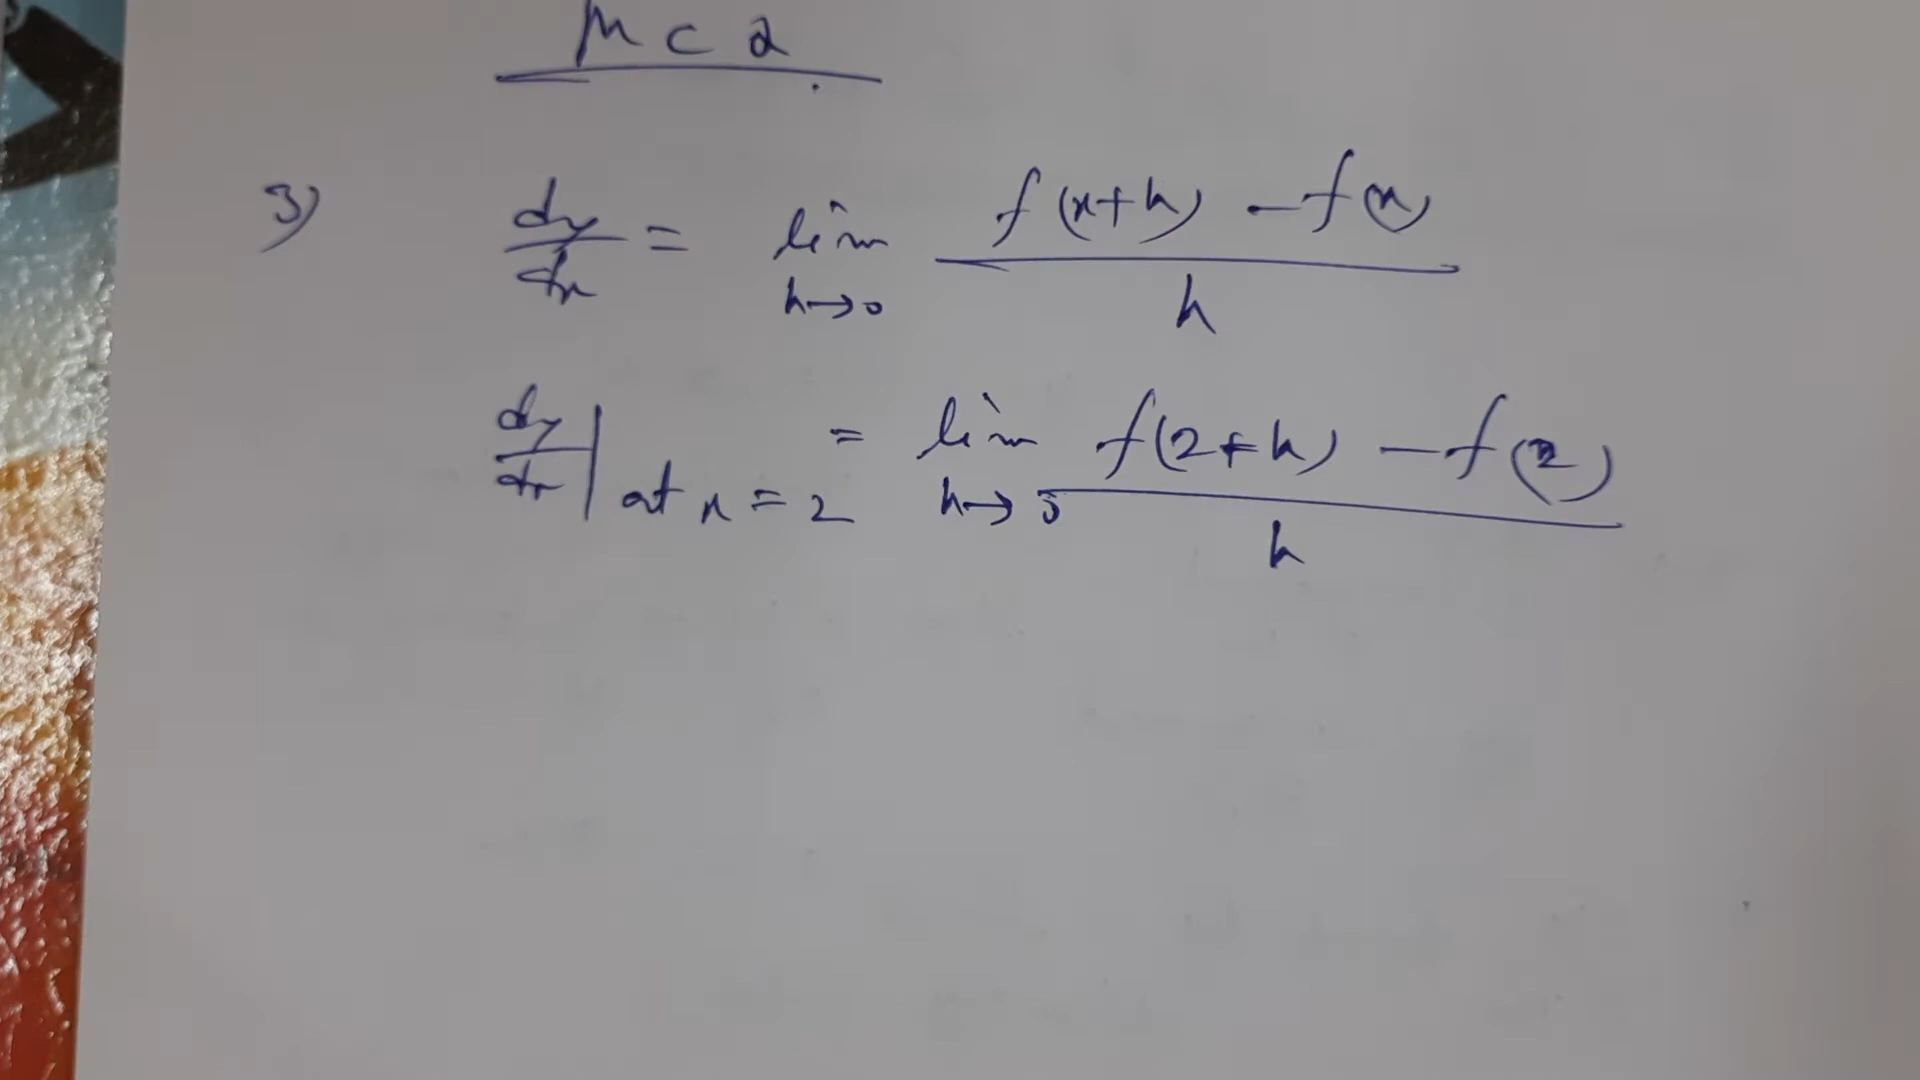 MCQ
3) dy/dx = lim h→0 f(x+h) - f(x) / h
dy/dx | at x = 2 = lim h→0 f(2+h) - f(2) / h